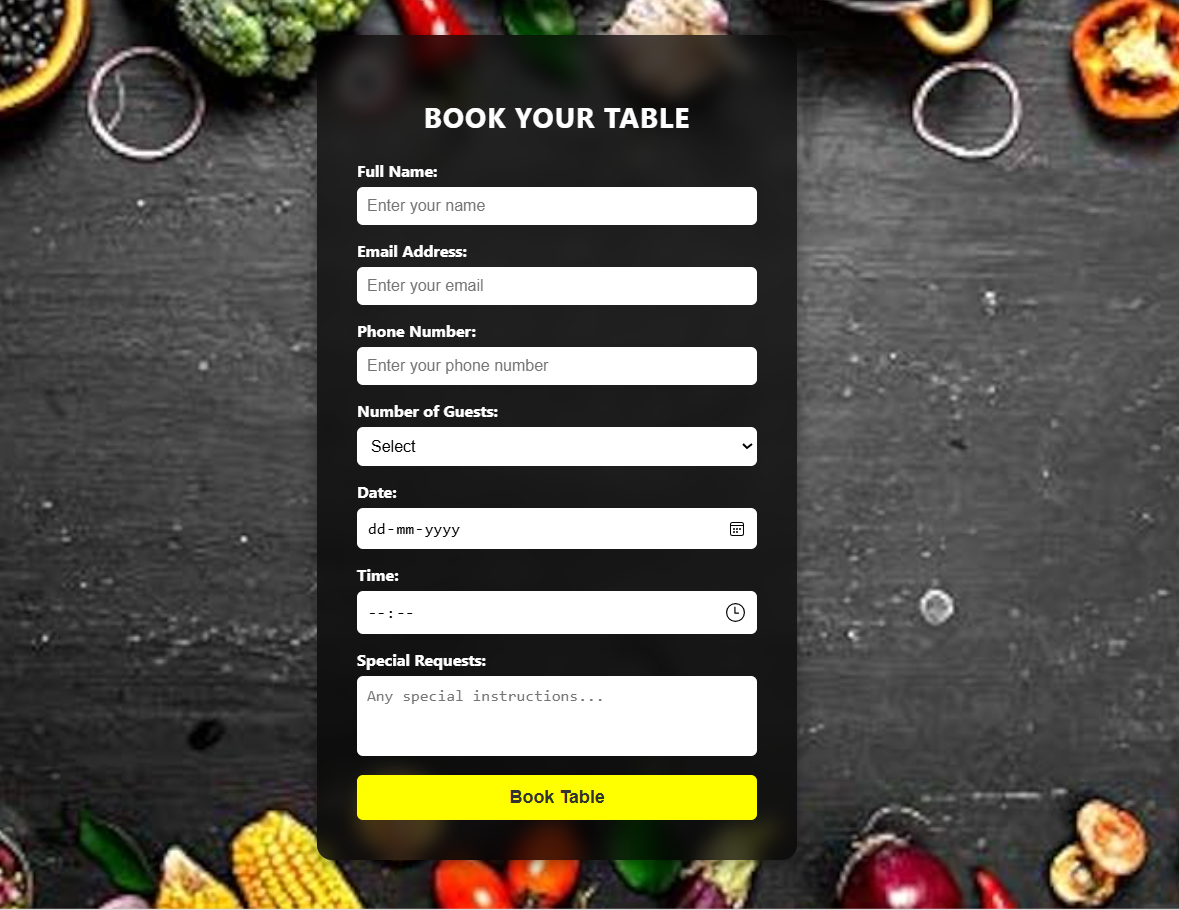 BOOK YOUR TABLE
Full Name:
Enter your name
Email Address:
Enter your email
Phone Number:
Enter your phone number
Number of Guests:
Select
Date:
dd-mm-yyyy
Time:
--:--
Special Requests:
Any special instructions...
Book Table